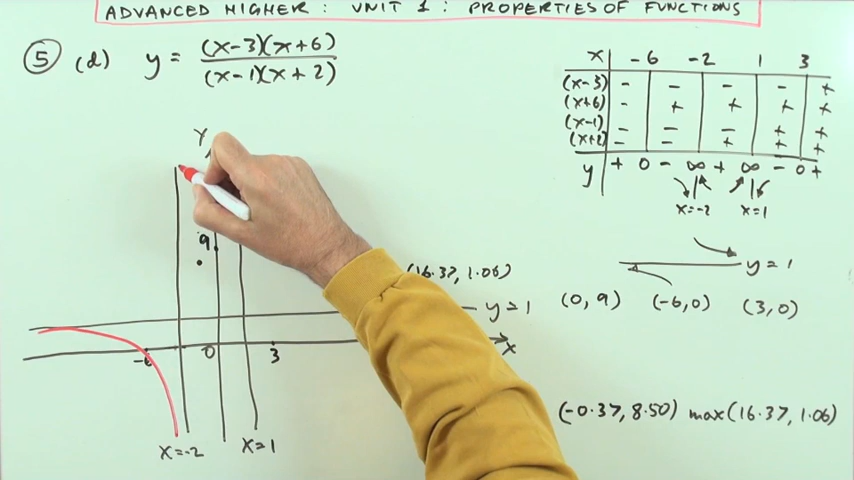 ADVANCED HIGHER : UNIT 1 : PROPERTIES OF FUNCTIONS
5 (d) y = (x-3)(x+6)
(x-1)(x+2)
x -6 -2 1 3
(x-3) - - - - +
(x+6) - + + + +
(x-1) + +
(x+2) - - + + +
y + 0 - ∞ + ∞ - 0 +
x=-2 x=1
y = 1
(0, 9) (-6,0) (3,0)
(-0.37, 8.50) max(16.37, 1.06)
Y
9
(16.37, 1.06)
y = 1
-6 0 3 x
x=-2 x=1